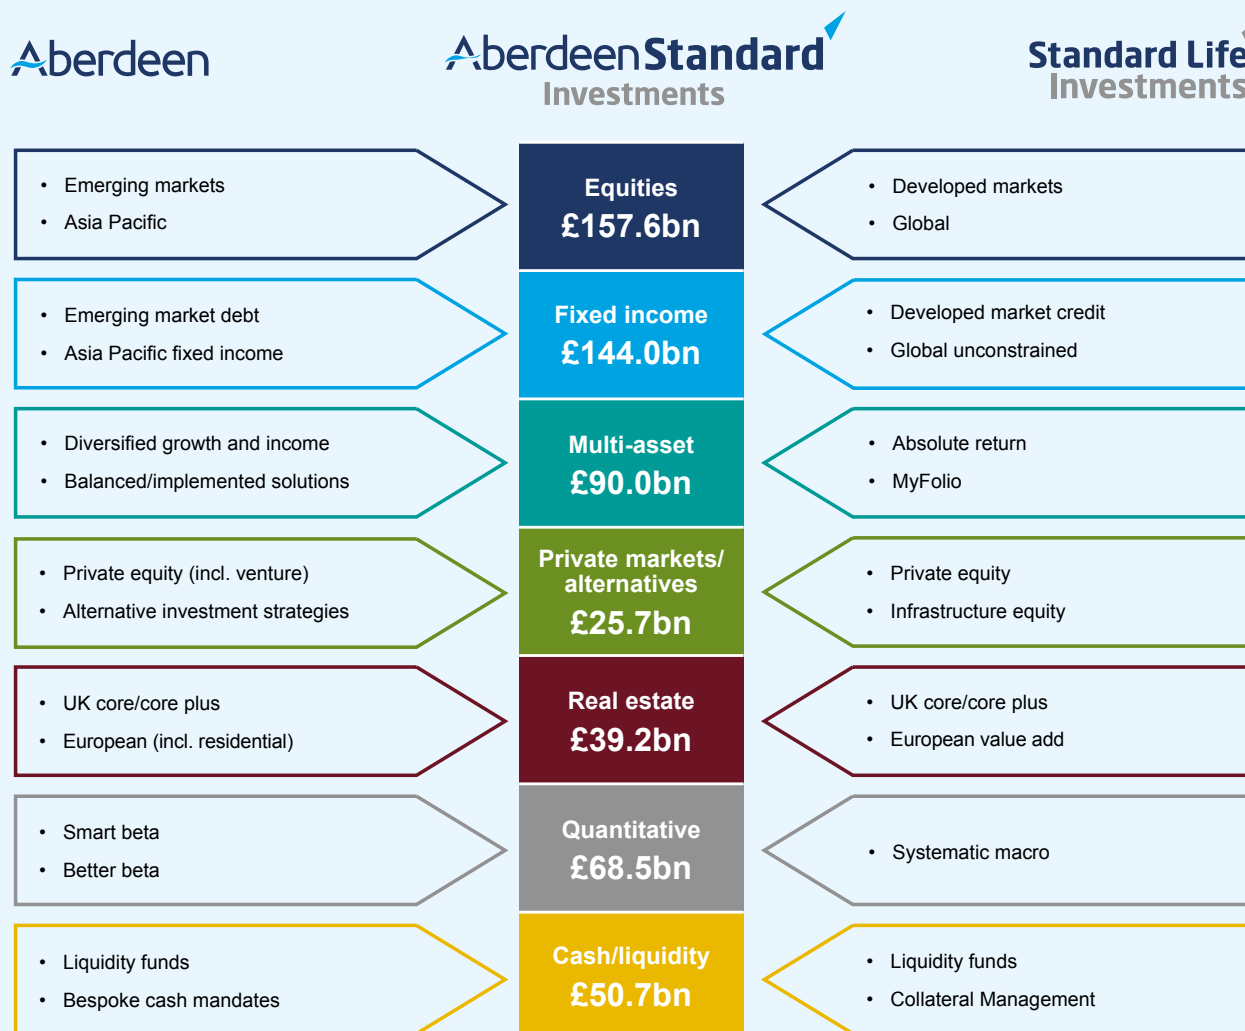 Aberdeen
Aberdeen Standard
Investments
Standard Life
Investments
• Emerging markets
• Asia Pacific
Equities
£157.6bn
• Developed markets
• Global
• Emerging market debt
• Asia Pacific fixed income
Fixed income
£144.0bn
• Developed market credit
• Global unconstrained
• Diversified growth and income
• Balanced/implemented solutions
Multi-asset
£90.0bn
• Absolute return
• MyFolio
• Private equity (incl. venture)
• Alternative investment strategies
Private markets/
alternatives
£25.7bn
• Private equity
• Infrastructure equity
• UK core/core plus
• European (incl. residential)
Real estate
£39.2bn
• UK core/core plus
• European value add
• Smart beta
• Better beta
Quantitative
£68.5bn
• Systematic macro
• Liquidity funds
• Bespoke cash mandates
Cash/liquidity
£50.7bn
• Liquidity funds
• Collateral Management